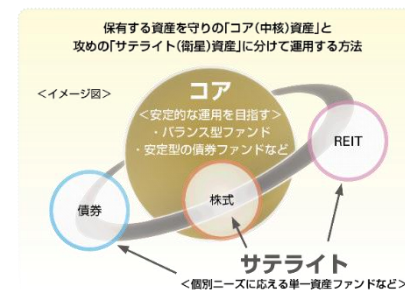 保有する資産を守りの「コア(中核)資産」と
攻めの「サテライト(衛星)資産」に分けて運用する方法
<イメージ図>
コア
<安定的な運用を目指す>
・バランス型ファンド
・安定型の債券ファンドなど
REIT
株式
債券
サテライト
<個別ニーズに応える単一資産ファンドなど>